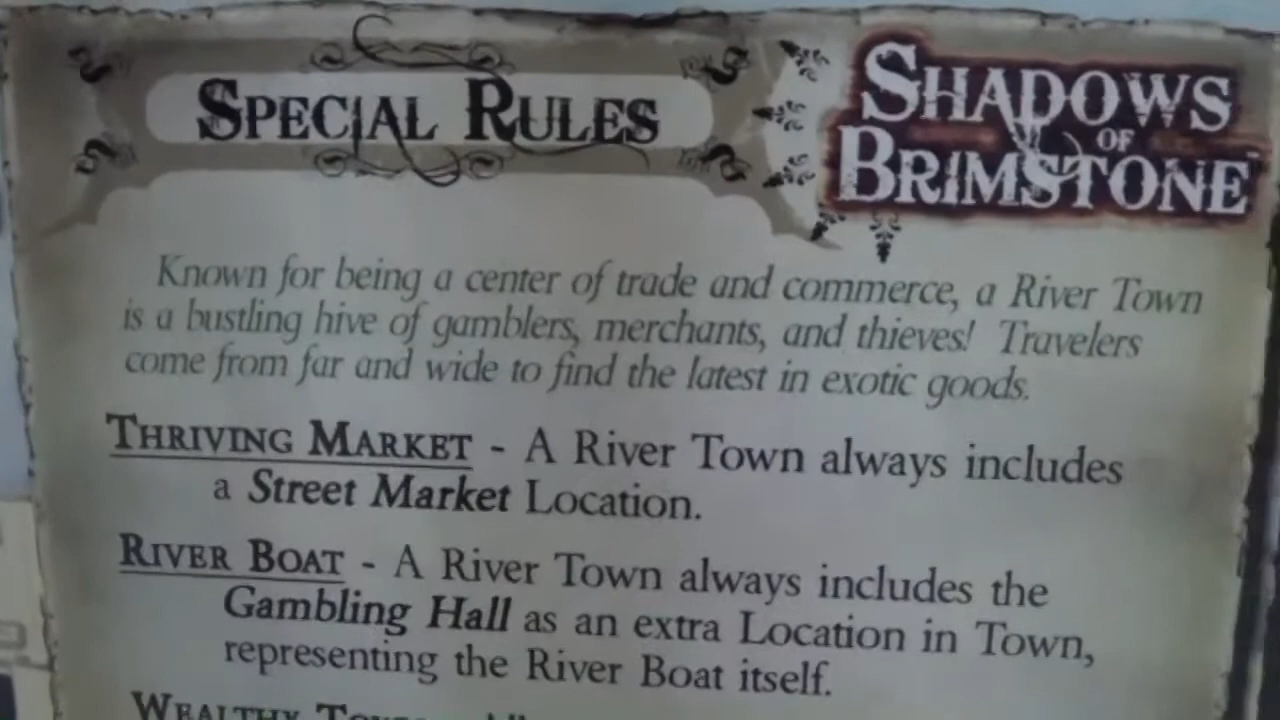 SPECIAL RULES
SHADOWS
OF
BRIMSTONE
Known for being a center of trade and commerce, a River Town
is a bustling hive of gamblers, merchants, and thieves! Travelers
come from far and wide to find the latest in exotic goods.
THRIVING MARKET - A River Town always includes
a Street Market Location.
RIVER BOAT - A River Town always includes the
Gambling Hall as an extra Location in Town,
representing the River Boat itself.
WEALTHY